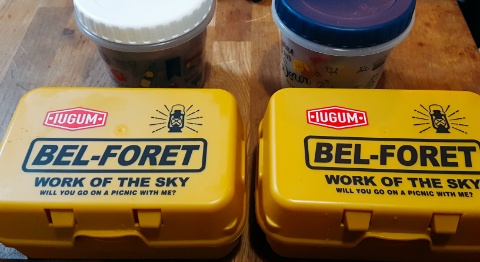 -IUGUM-
BEL-FORET
WORK OF THE SKY
WILL YOU GO ON A PICNIC WITH ME?
-IUGUM-
BEL-FORET
WORK OF THE SKY
WILL YOU GO ON A PICNIC WITH ME?